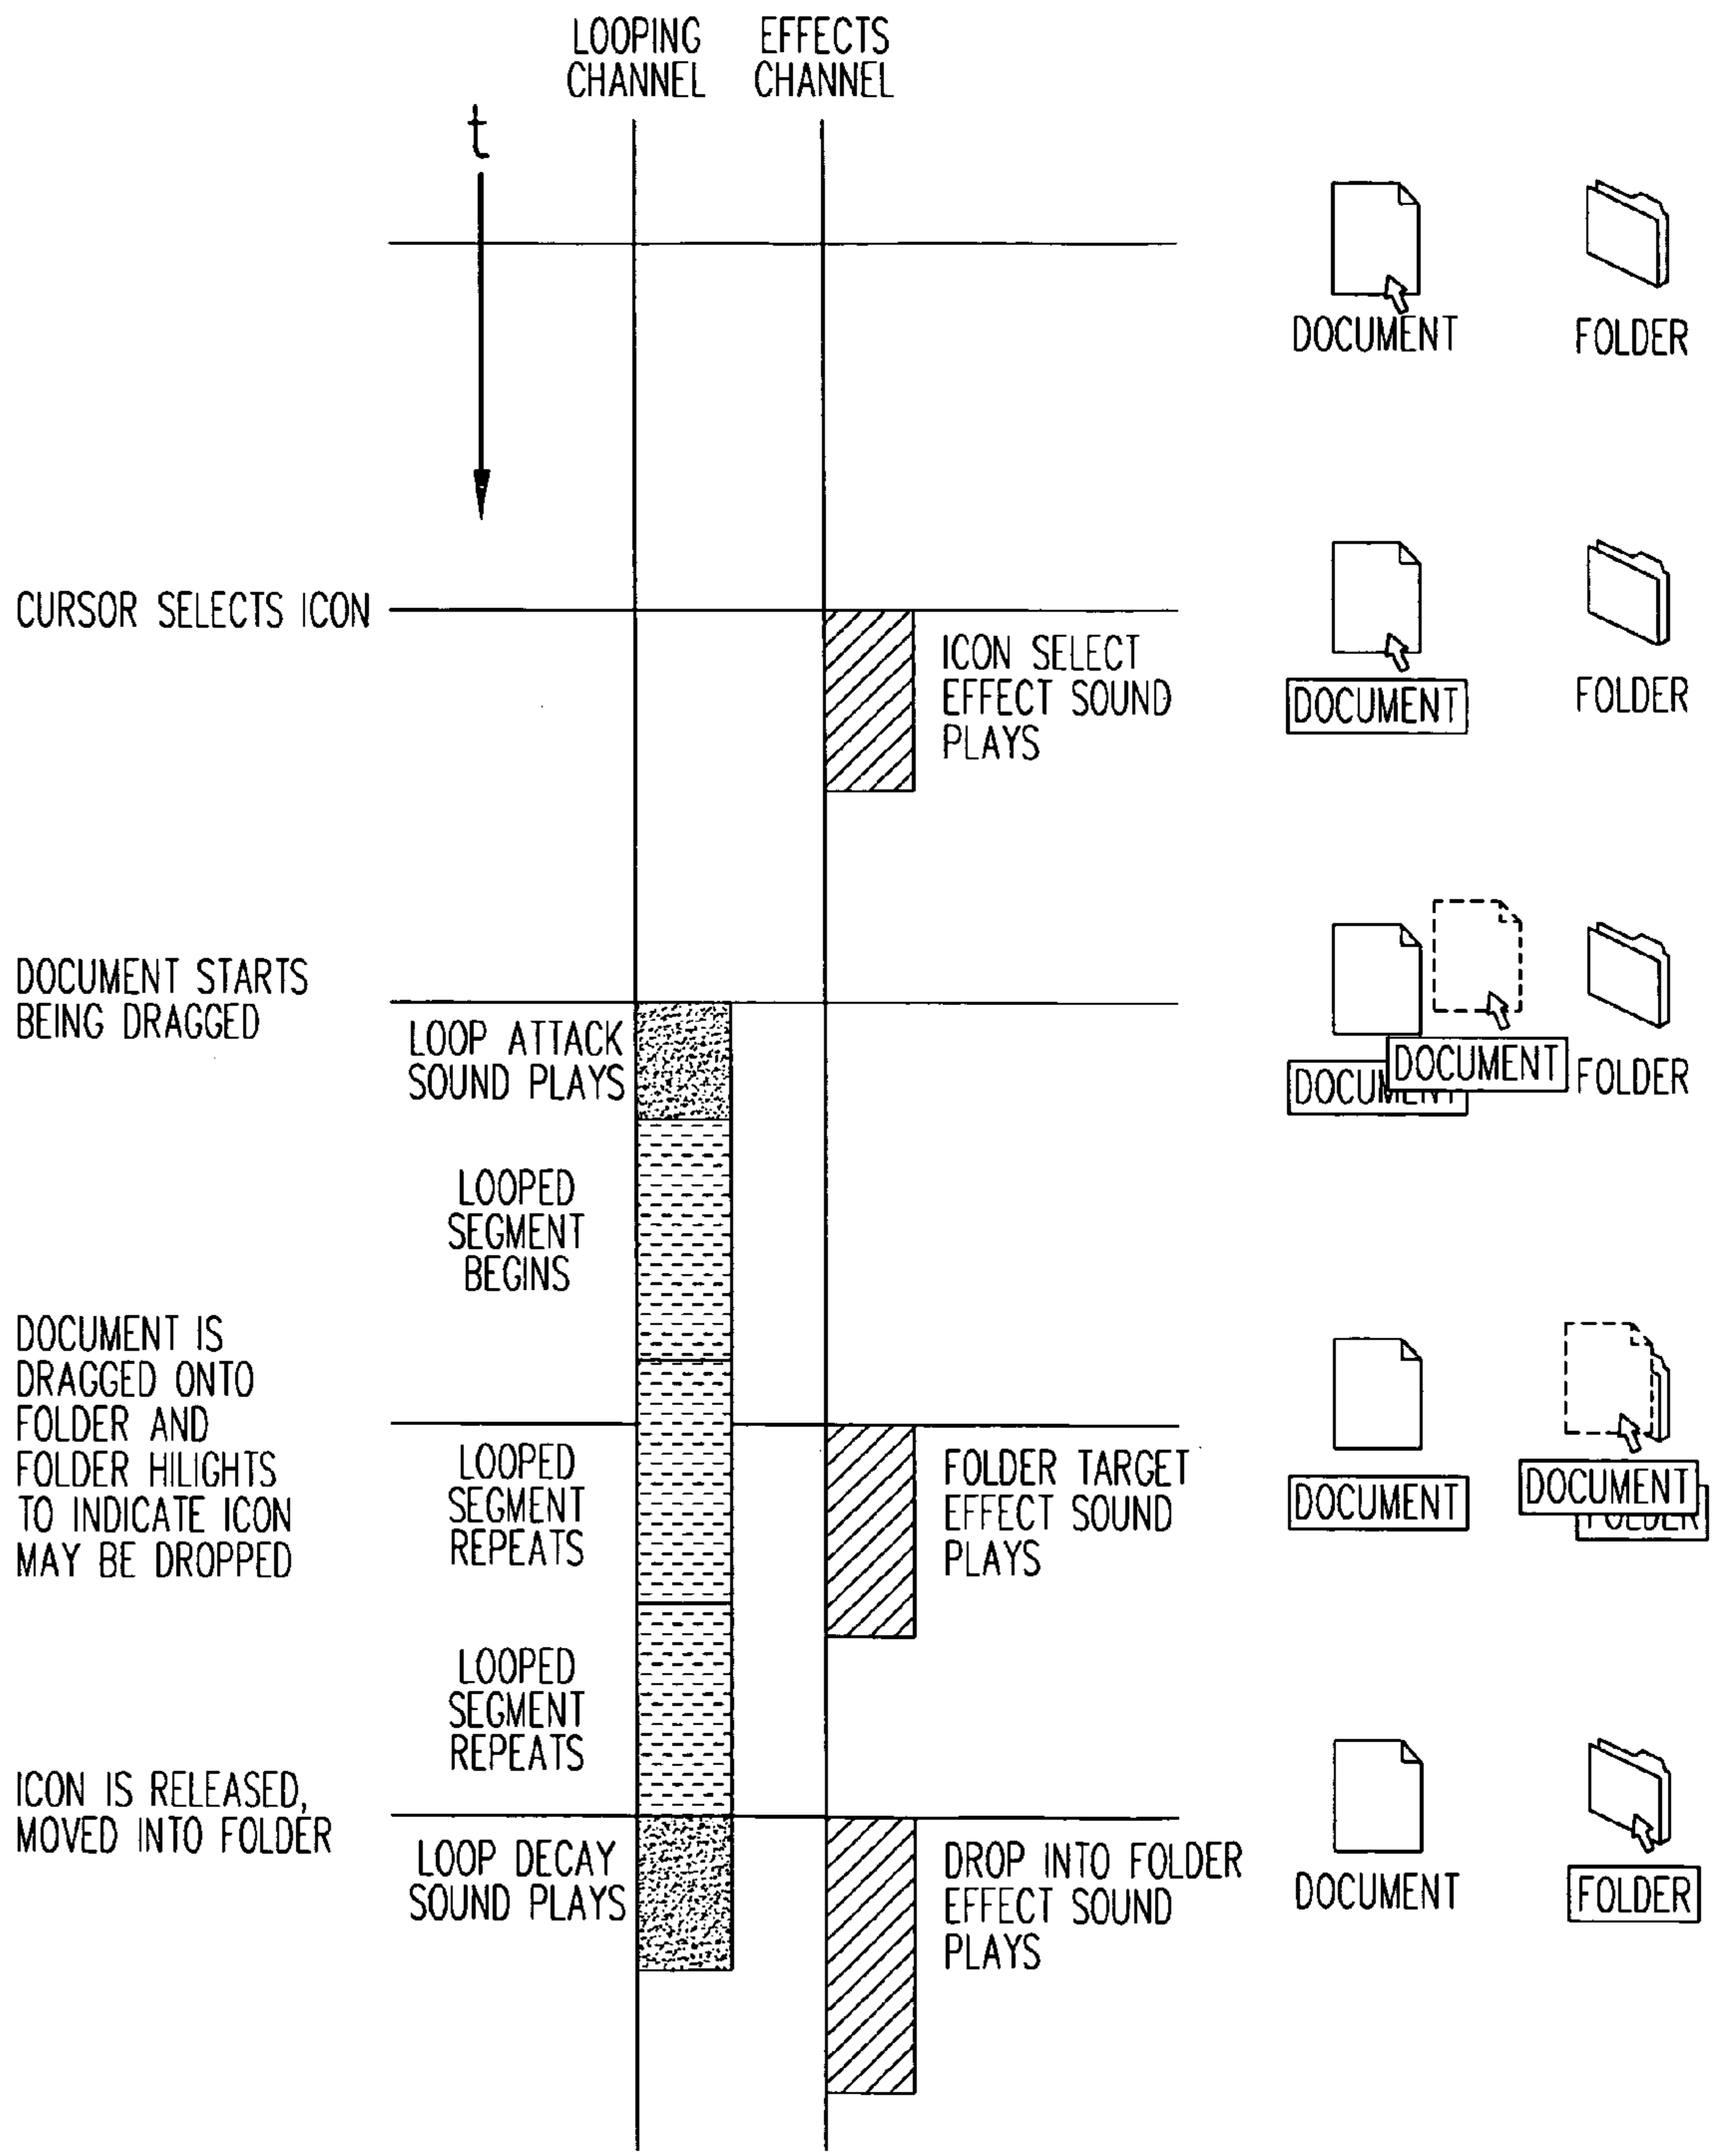 LOOPING
CHANNEL
EFFECTS
CHANNEL
t
DOCUMENT
FOLDER
CURSOR SELECTS ICON
ICON SELECT
EFFECT SOUND
PLAYS
DOCUMENT
FOLDER
DOCUMENT STARTS
BEING DRAGGED
LOOP ATTACK
SOUND PLAYS
DOCUMENT
DOCUMENT
FOLDER
LOOPED
SEGMENT
BEGINS
DOCUMENT IS
DRAGGED ONTO
FOLDER AND
FOLDER HILIGHTS
TO INDICATE ICON
MAY BE DROPPED
LOOPED
SEGMENT
REPEATS
FOLDER TARGET
EFFECT SOUND
PLAYS
DOCUMENT
DOCUMENT
FOLDER
LOOPED
SEGMENT
REPEATS
ICON IS RELEASED,
MOVED INTO FOLDER
LOOP DECAY
SOUND PLAYS
DROP INTO FOLDER
EFFECT SOUND
PLAYS
DOCUMENT
FOLDER